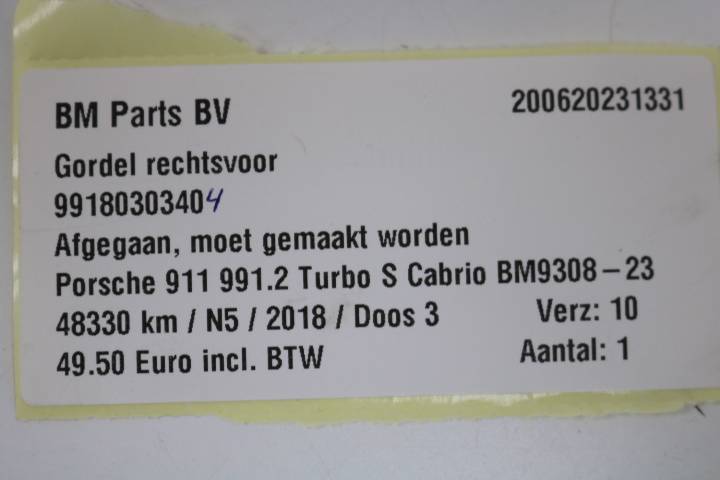 BM Parts BV 200620231331
Gordel rechtsvoor
99180303404
Afgegaan, moet gemaakt worden
Porsche 911 991.2 Turbo S Cabrio BM9308-23
48330 km / N5 / 2018 / Doos 3 Verz: 10
49.50 Euro incl. BTW Aantal: 1